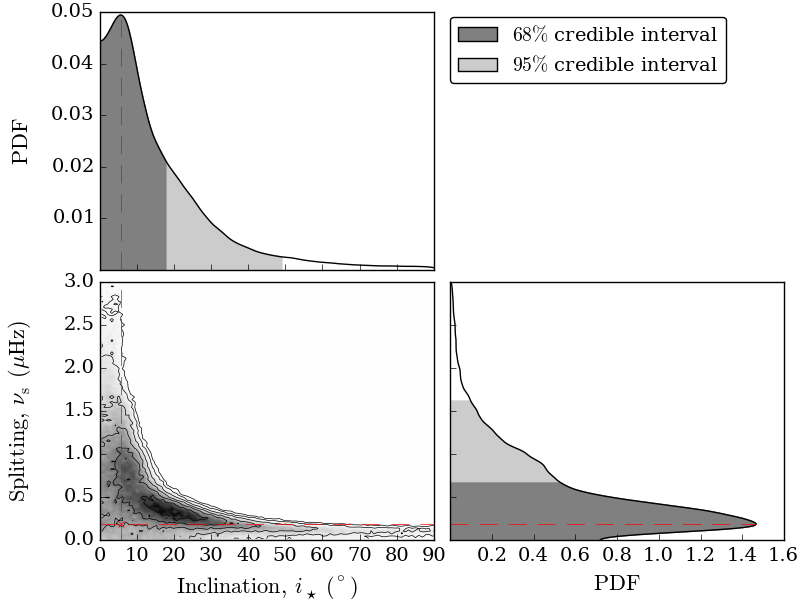 0.05
0.04
0.03
0.02
0.01
PDF
68% credible interval
95% credible interval
3.0
2.5
2.0
1.5
1.0
0.5
0.0
Splitting, νs (μHz)
0 10 20 30 40 50 60 70 80 90
Inclination, i⋆ (°)
0.2 0.4 0.6 0.8 1.0 1.2 1.4 1.6
PDF